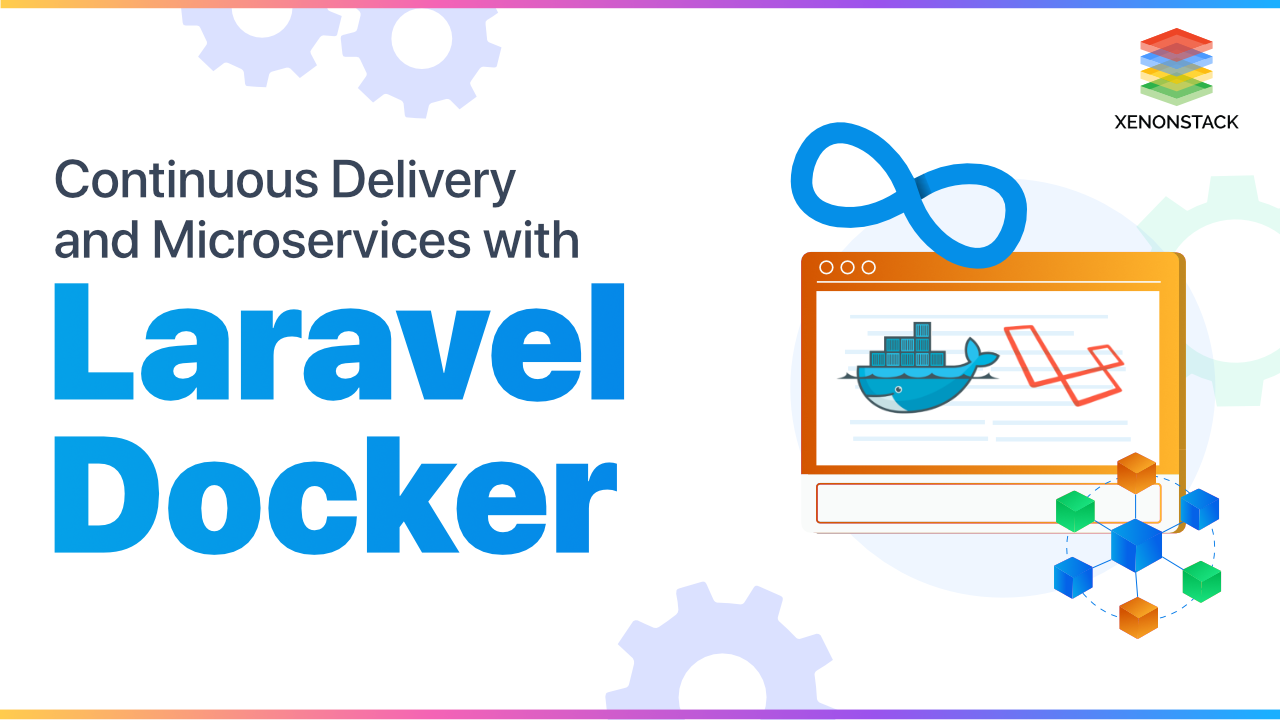 XENONSTACK
Continuous Delivery
and Microservices with
Laravel
Docker